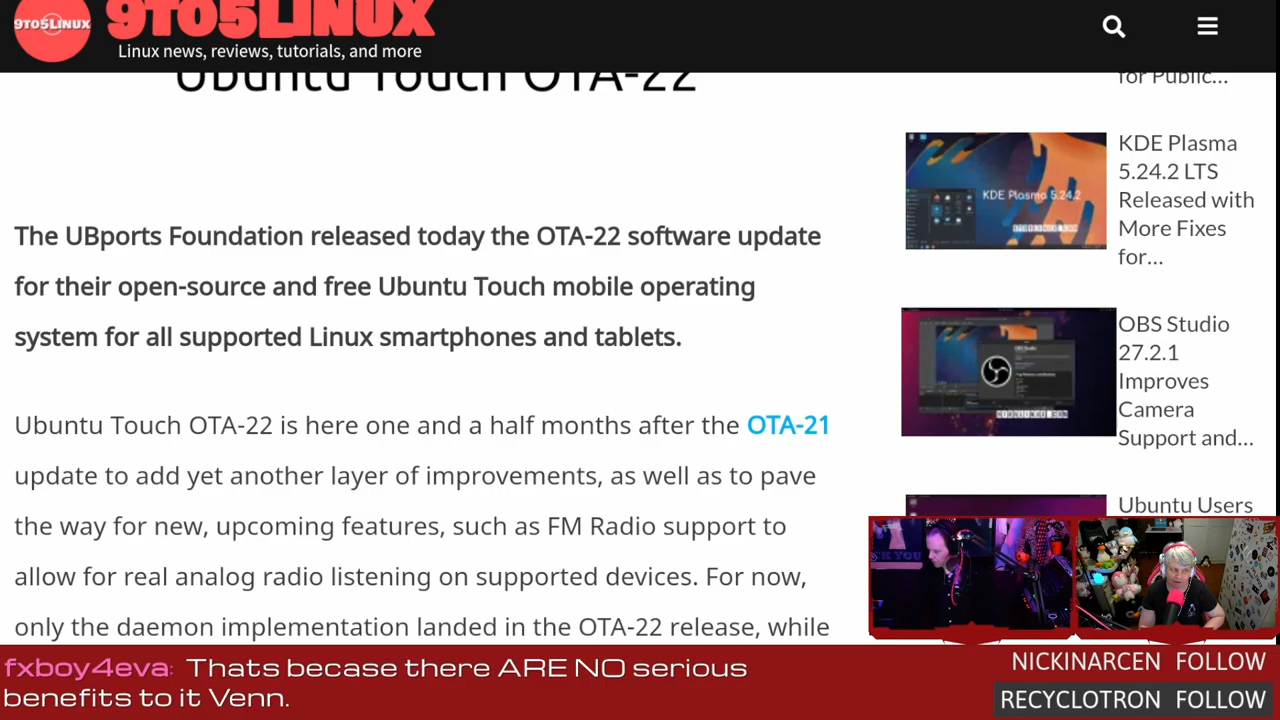 9TO5LINUX
9TO5LINUX
Linux news, reviews, tutorials, and more
Ubuntu Touch OTA-22
The UBports Foundation released today the OTA-22 software update
for their open-source and free Ubuntu Touch mobile operating
system for all supported Linux smartphones and tablets.
Ubuntu Touch OTA-22 is here one and a half months after the OTA-21
update to add yet another layer of improvements, as well as to pave
the way for new, upcoming features, such as FM Radio support to
allow for real analog radio listening on supported devices. For now,
only the daemon implementation landed in the OTA-22 release, while
for Public...
KDE Plasma 5.24.2
KDE Plasma
5.24.2 LTS
Released with
More Fixes
for...
OBS Studio
27.2.1
Improves
Camera
Support and...
Ubuntu Users
fxboy4eva: Thats becase there ARE NO serious
benefits to it Venn.
NICKINARCEN FOLLOW
RECYCLOTRON FOLLOW